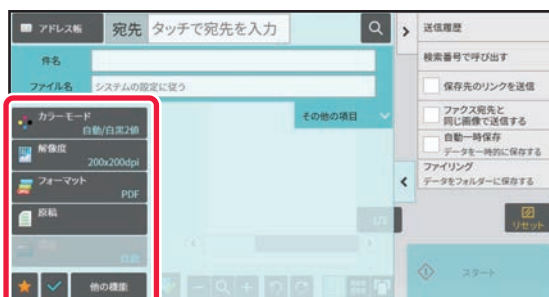 アドレス帳
宛先 タッチで宛先を入力
件名
ファイル名 システムの設定に従う
その他の項目
カラーモード
自動/白黒2値
解像度
200x200dpi
フォーマット
PDF
原稿
濃度
自動
他の機能
1/1
送信履歴
検索番号で呼び出す
保存先のリンクを送信
ファクス宛先と
同じ画像で送信する
自動一時保存
データを一時的に保存する
ファイリング
データをフォルダーに保存する
リセット
スタート